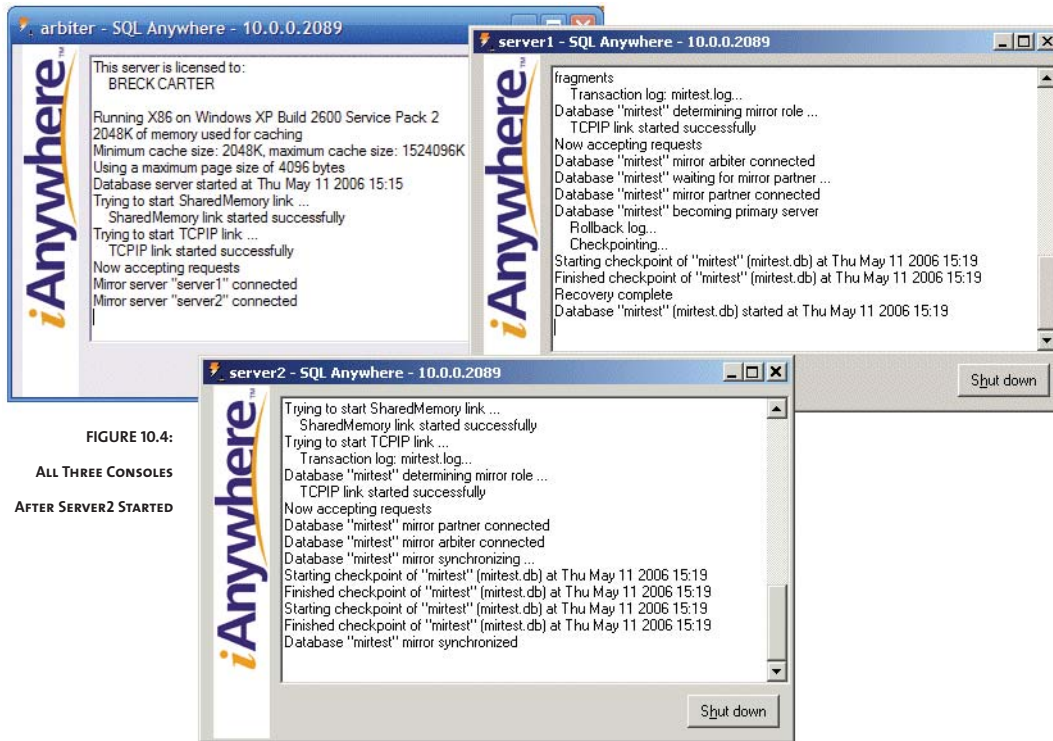 arbiter - SQL Anywhere - 10.0.0.2089
iAnywhere™
This server is licensed to:
BRECK CARTER
Running X86 on Windows XP Build 2600 Service Pack 2
2048K of memory used for caching
Minimum cache size: 2048K, maximum cache size: 1524096K
Using a maximum page size of 4096 bytes
Database server started at Thu May 11 2006 15:15
Trying to start SharedMemory link ...
SharedMemory link started successfully
Trying to start TCPIP link ...
TCPIP link started successfully
Now accepting requests
Mirror server "server1" connected
Mirror server "server2" connected
server1 - SQL Anywhere - 10.0.0.2089
iAnywhere™
fragments
Transaction log: mirtest.log...
Database "mirtest" determining mirror role ...
TCPIP link started successfully
Now accepting requests
Database "mirtest" mirror arbiter connected
Database "mirtest" waiting for mirror partner ...
Database "mirtest" mirror partner connected
Database "mirtest" becoming primary server
Rollback log...
Checkpointing...
Starting checkpoint of "mirtest" (mirtest.db) at Thu May 11 2006 15:19
Finished checkpoint of "mirtest" (mirtest.db) at Thu May 11 2006 15:19
Recovery complete
Database "mirtest" (mirtest.db) started at Thu May 11 2006 15:19
Shut down
server2 - SQL Anywhere - 10.0.0.2089
iAnywhere™
Trying to start SharedMemory link ...
SharedMemory link started successfully
Trying to start TCPIP link ...
Transaction log: mirtest.log...
Database "mirtest" determining mirror role ...
TCPIP link started successfully
Now accepting requests
Database "mirtest" mirror partner connected
Database "mirtest" mirror arbiter connected
Database "mirtest" mirror synchronizing ...
Starting checkpoint of "mirtest" (mirtest.db) at Thu May 11 2006 15:19
Finished checkpoint of "mirtest" (mirtest.db) at Thu May 11 2006 15:19
Starting checkpoint of "mirtest" (mirtest.db) at Thu May 11 2006 15:19
Finished checkpoint of "mirtest" (mirtest.db) at Thu May 11 2006 15:19
Database "mirtest" mirror synchronized
Shut down
FIGURE 10.4:
ALL THREE CONSOLES
AFTER SERVER2 STARTED